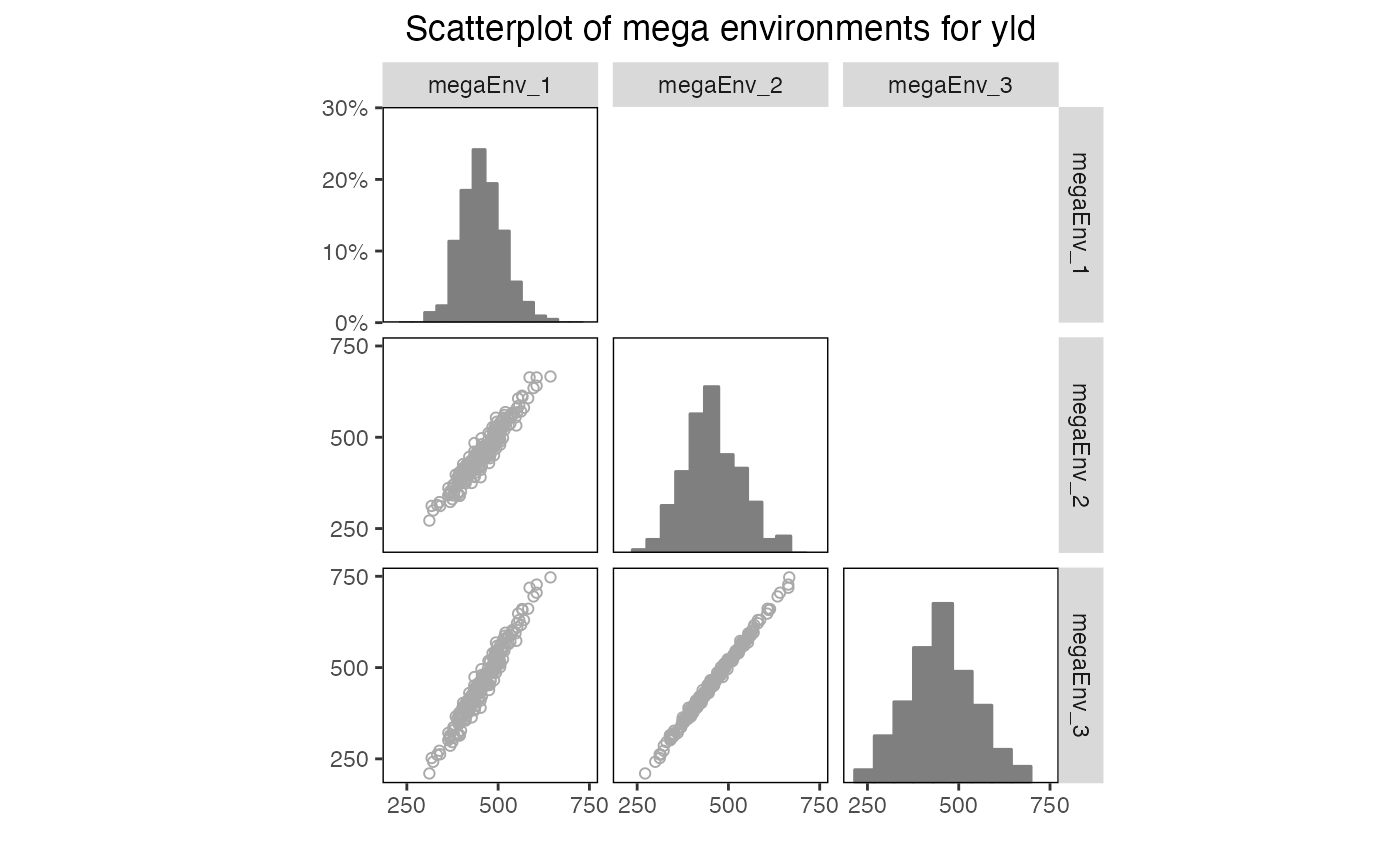 Scatterplot of mega environments for yld
megaEnv_1 megaEnv_2 megaEnv_3
30%
20%
10%
0%
megaEnv_1
750
500
250
megaEnv_2
750
500
250
megaEnv_3
250 500 750 250 500 750 250 500 750